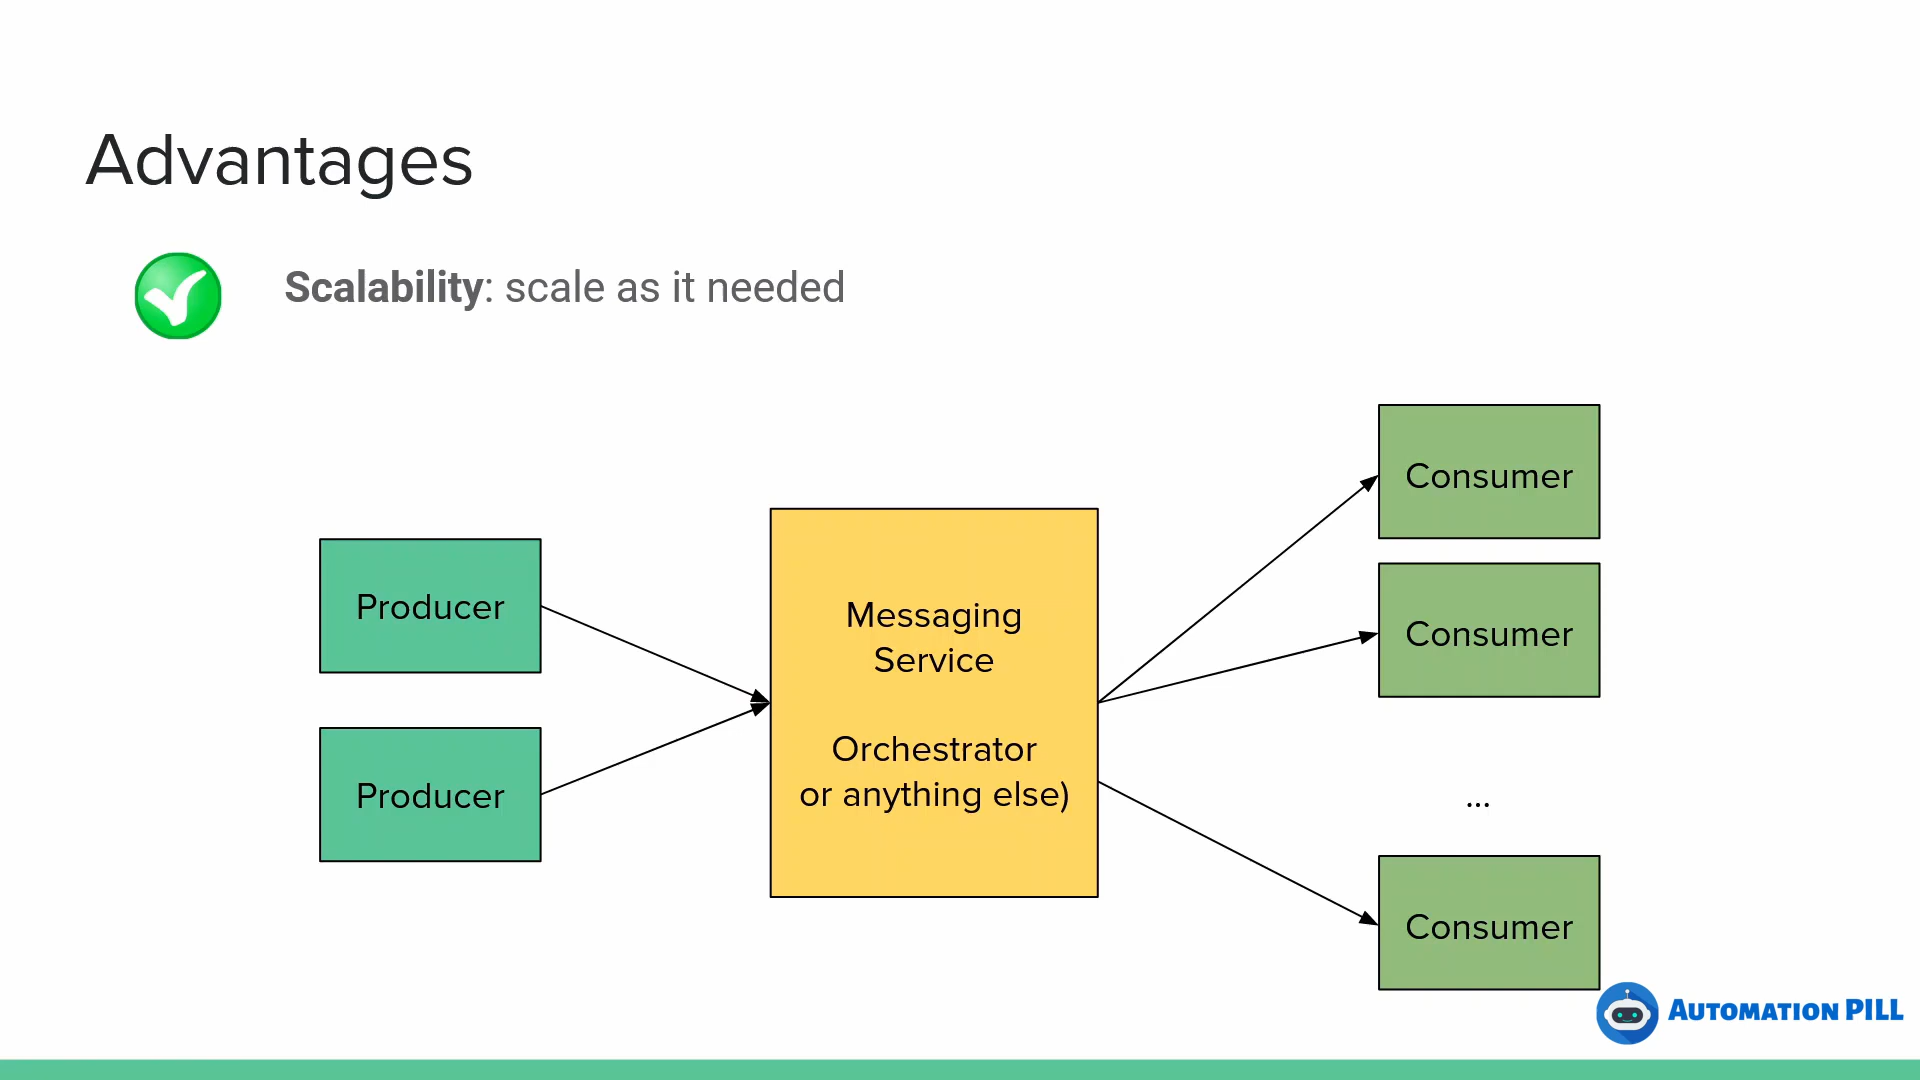 Advantages
Scalability: scale as it needed
Producer
Producer
Messaging
Service
Orchestrator
or anything else)
Consumer
Consumer
...
Consumer
AUTOMATION PILL